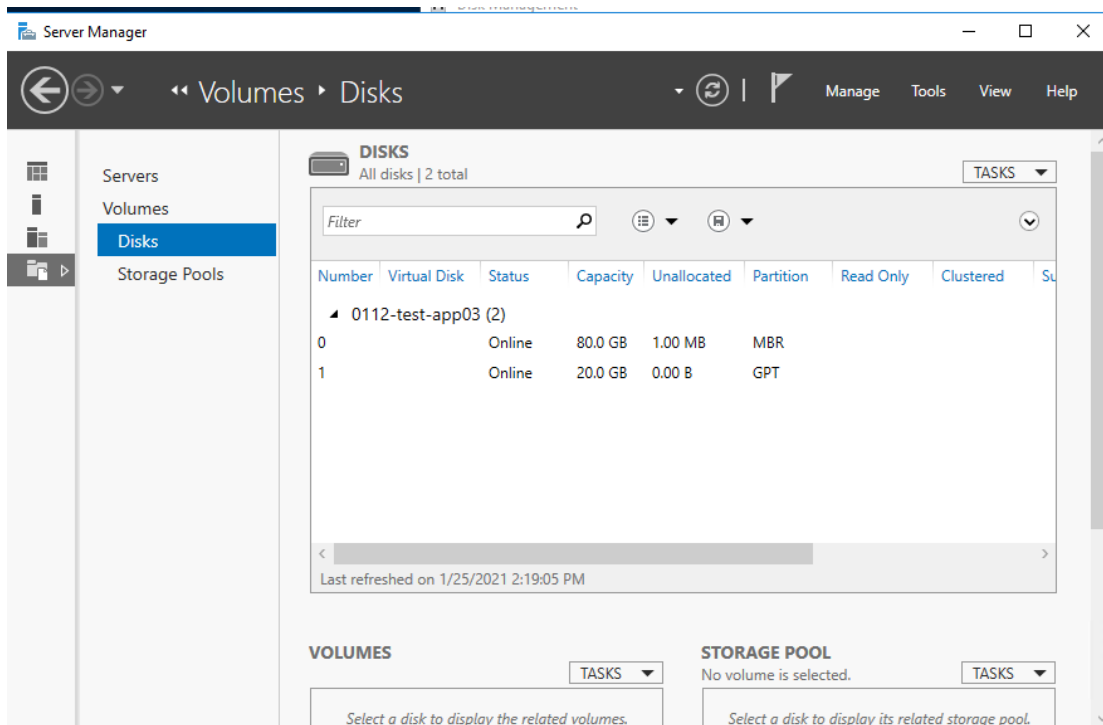 Disk Management
Server Manager
Volumes Disks
Manage Tools View Help
Servers
Volumes
Disks
Storage Pools
DISKS
All disks | 2 total
TASKS
Filter
Number Virtual Disk Status Capacity Unallocated Partition Read Only Clustered Su
0112-test-app03 (2)
0 Online 80.0 GB 1.00 MB MBR
1 Online 20.0 GB 0.00 B GPT
Last refreshed on 1/25/2021 2:19:05 PM
VOLUMES
TASKS
Select a disk to display the related volumes.
STORAGE POOL
No volume is selected.
TASKS
Select a disk to display its related storage pool.